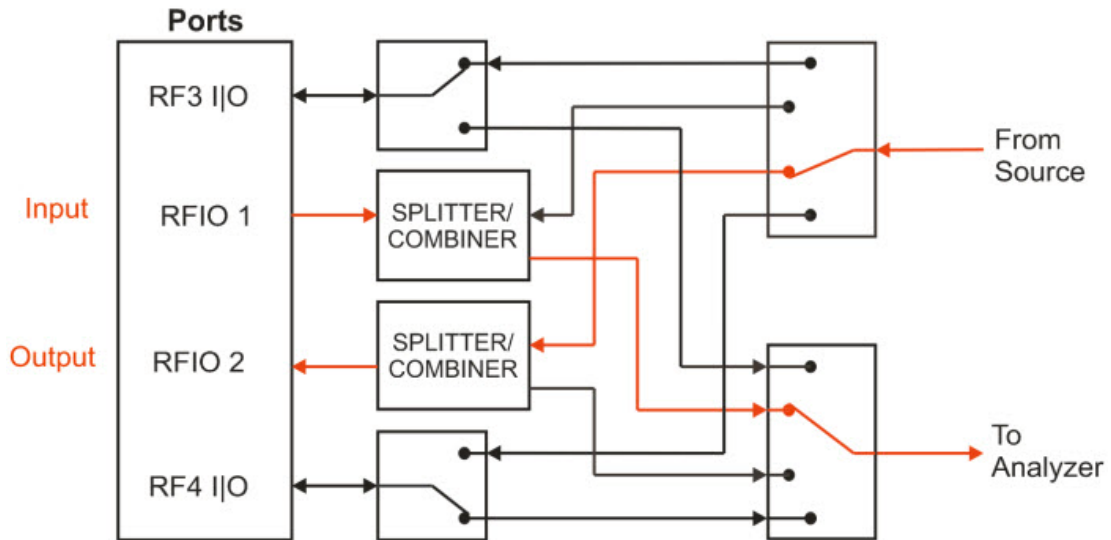 Ports
RF3 I|O
From
Source
Input
RFIO 1
SPLITTER/
COMBINER
Output
RFIO 2
SPLITTER/
COMBINER
To
Analyzer
RF4 I|O